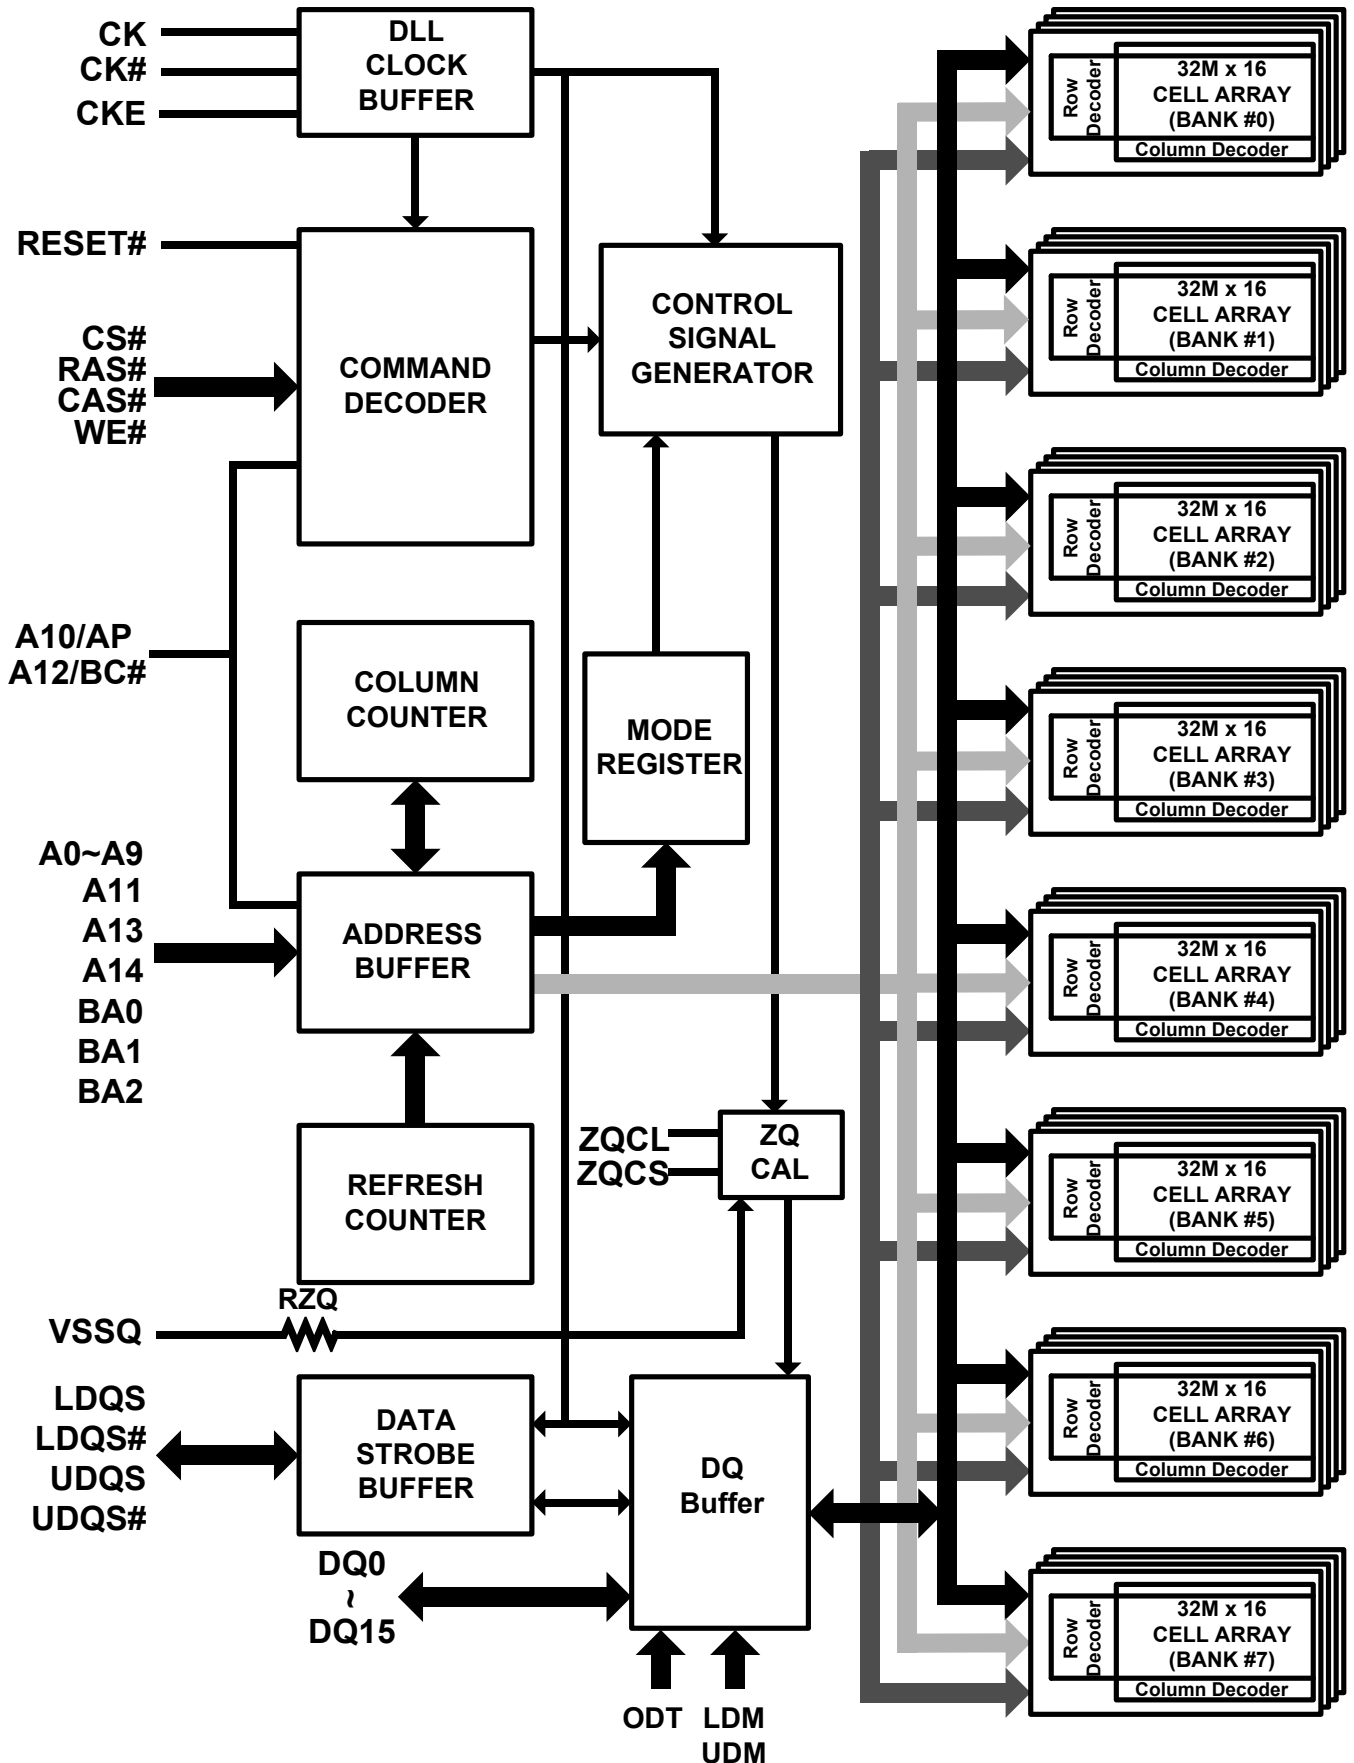 CK
CK#
CKE
DLL
CLOCK
BUFFER
RESET#
CS#
RAS#
CAS#
WE#
COMMAND
DECODER
CONTROL
SIGNAL
GENERATOR
A10/AP
A12/BC#
COLUMN
COUNTER
MODE
REGISTER
A0~A9
A11
A13
A14
BA0
BA1
BA2
ADDRESS
BUFFER
REFRESH
COUNTER
ZQCL
ZQCS
ZQ
CAL
RZQ
VSSQ
LDQS
LDQS#
UDQS
UDQS#
DATA
STROBE
BUFFER
DQ
Buffer
DQ0
~
DQ15
ODT
LDM
UDM
Row
Decoder
32M x 16
CELL ARRAY
(BANK #0)
Column Decoder
Row
Decoder
32M x 16
CELL ARRAY
(BANK #1)
Column Decoder
Row
Decoder
32M x 16
CELL ARRAY
(BANK #2)
Column Decoder
Row
Decoder
32M x 16
CELL ARRAY
(BANK #3)
Column Decoder
Row
Decoder
32M x 16
CELL ARRAY
(BANK #4)
Column Decoder
Row
Decoder
32M x 16
CELL ARRAY
(BANK #5)
Column Decoder
Row
Decoder
32M x 16
CELL ARRAY
(BANK #6)
Column Decoder
Row
Decoder
32M x 16
CELL ARRAY
(BANK #7)
Column Decoder